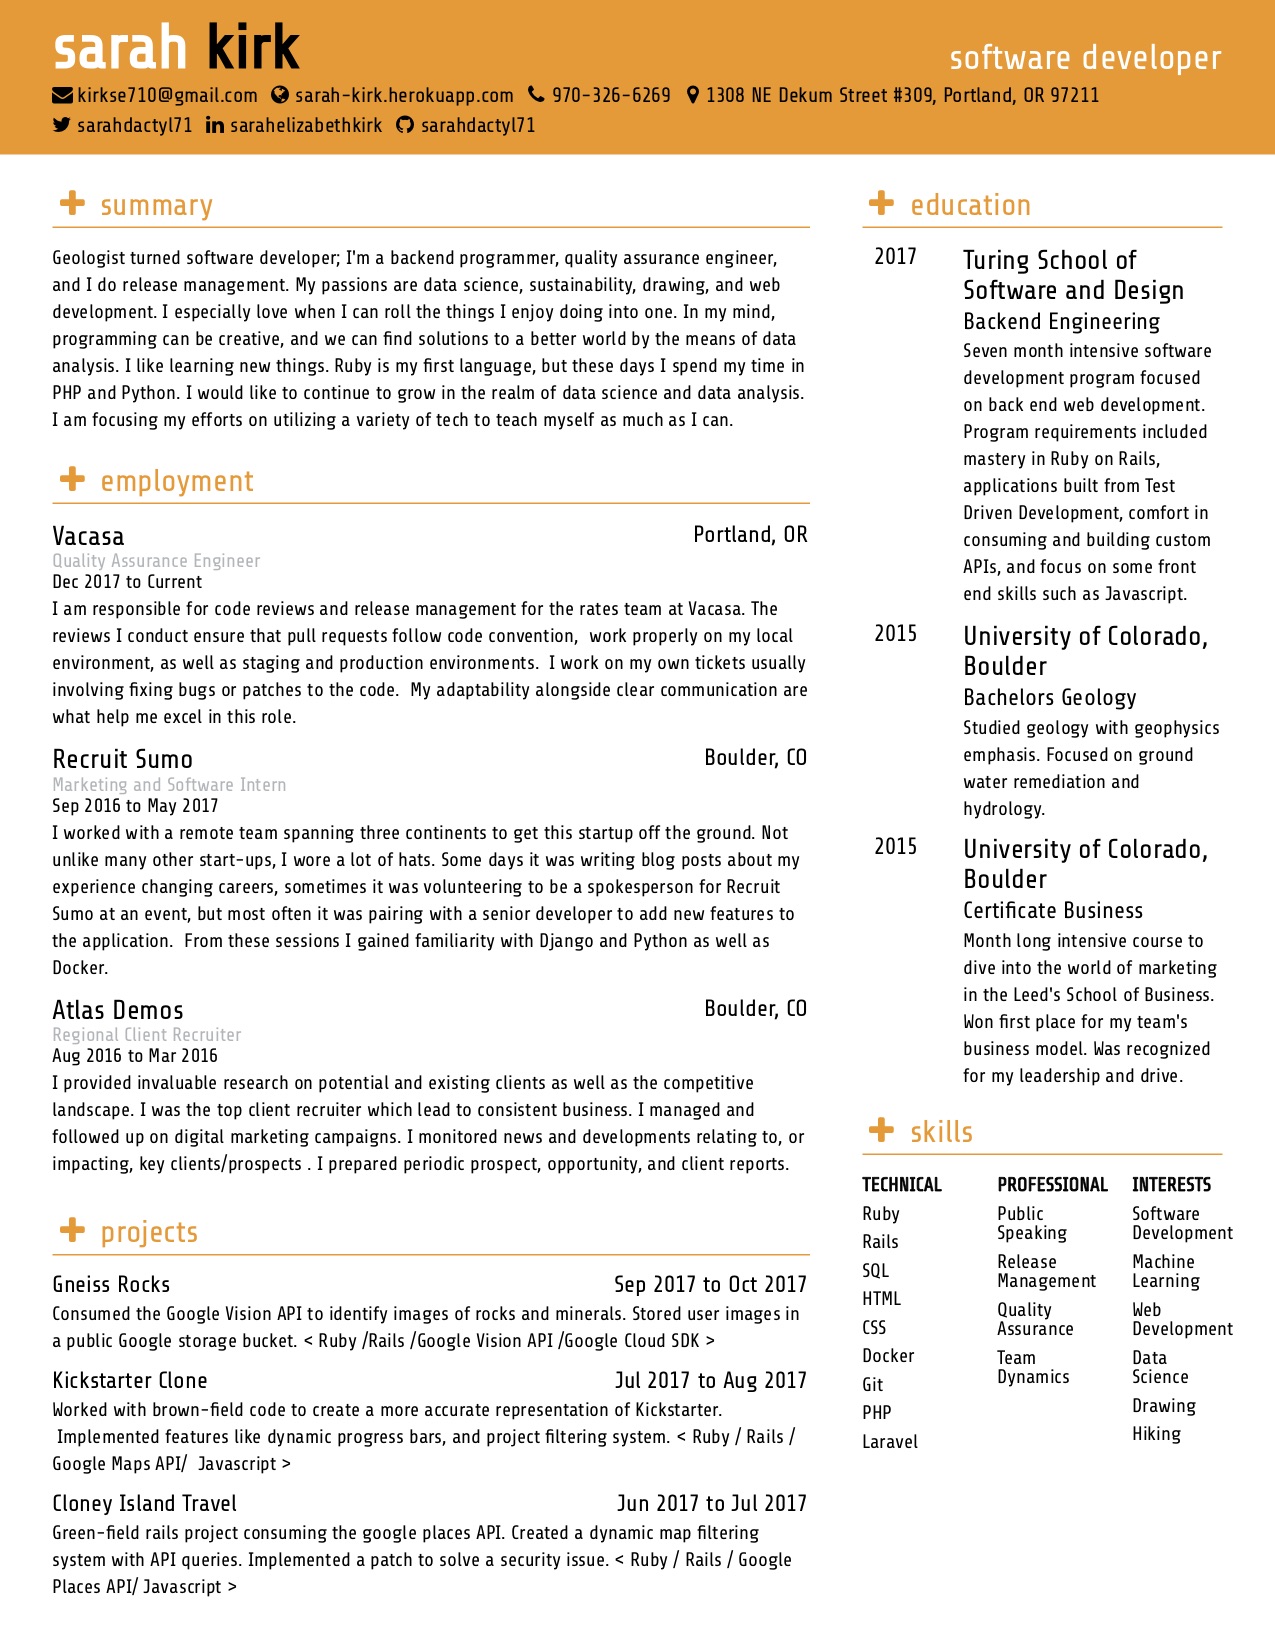 sarah kirk
software developer
kirkse710@gmail.com sarah-kirk.herokuapp.com 970-326-6269 1308 NE Dekum Street #309, Portland, OR 97211
sarahdactyl71 sarahelizabethkirk sarahdactyl71
summary
Geologist turned software developer; I'm a backend programmer, quality assurance engineer,
and I do release management. My passions are data science, sustainability, drawing, and web
development. I especially love when I can roll the things I enjoy doing into one. In my mind,
programming can be creative, and we can find solutions to a better world by the means of data
analysis. I like learning new things. Ruby is my first language, but these days I spend my time in
PHP and Python. I would like to continue to grow in the realm of data science and data analysis.
I am focusing my efforts on utilizing a variety of tech to teach myself as much as I can.
employment
Vacasa Portland, OR
Quality Assurance Engineer
Dec 2017 to Current
I am responsible for code reviews and release management for the rates team at Vacasa. The
reviews I conduct ensure that pull requests follow code convention, work properly on my local
environment, as well as staging and production environments. I work on my own tickets usually
involving fixing bugs or patches to the code. My adaptability alongside clear communication are
what help me excel in this role.
Recruit Sumo Boulder, CO
Marketing and Software Intern
Sep 2016 to May 2017
I worked with a remote team spanning three continents to get this startup off the ground. Not
unlike many other start-ups, I wore a lot of hats. Some days it was writing blog posts about my
experience changing careers, sometimes it was volunteering to be a spokesperson for Recruit
Sumo at an event, but most often it was pairing with a senior developer to add new features to
the application. From these sessions I gained familiarity with Django and Python as well as
Docker.
Atlas Demos Boulder, CO
Regional Client Recruiter
Aug 2016 to Mar 2016
I provided invaluable research on potential and existing clients as well as the competitive
landscape. I was the top client recruiter which lead to consistent business. I managed and
followed up on digital marketing campaigns. I monitored news and developments relating to, or
impacting, key clients/prospects . I prepared periodic prospect, opportunity, and client reports.
projects
Gneiss Rocks Sep 2017 to Oct 2017
Consumed the Google Vision API to identify images of rocks and minerals. Stored user images in
a public Google storage bucket. < Ruby /Rails /Google Vision API /Google Cloud SDK >
Kickstarter Clone Jul 2017 to Aug 2017
Worked with brown-field code to create a more accurate representation of Kickstarter.
Implemented features like dynamic progress bars, and project filtering system. < Ruby / Rails /
Google Maps API/ Javascript >
Cloney Island Travel Jun 2017 to Jul 2017
Green-field rails project consuming the google places API. Created a dynamic map filtering
system with API queries. Implemented a patch to solve a security issue. < Ruby / Rails / Google
Places API/ Javascript >
education
2017 Turing School of
Software and Design
Backend Engineering
Seven month intensive software
development program focused
on back end web development.
Program requirements included
mastery in Ruby on Rails,
applications built from Test
Driven Development, comfort in
consuming and building custom
APIs, and focus on some front
end skills such as Javascript.
2015 University of Colorado,
Boulder
Bachelors Geology
Studied geology with geophysics
emphasis. Focused on ground
water remediation and
hydrology.
2015 University of Colorado,
Boulder
Certificate Business
Month long intensive course to
dive into the world of marketing
in the Leed's School of Business.
Won first place for my team's
business model. Was recognized
for my leadership and drive.
skills
TECHNICAL
Ruby
Rails
SQL
HTML
CSS
Docker
Git
PHP
Laravel
PROFESSIONAL
Public
Speaking
Release
Management
Quality
Assurance
Team
Dynamics
INTERESTS
Software
Development
Machine
Learning
Web
Development
Data
Science
Drawing
Hiking